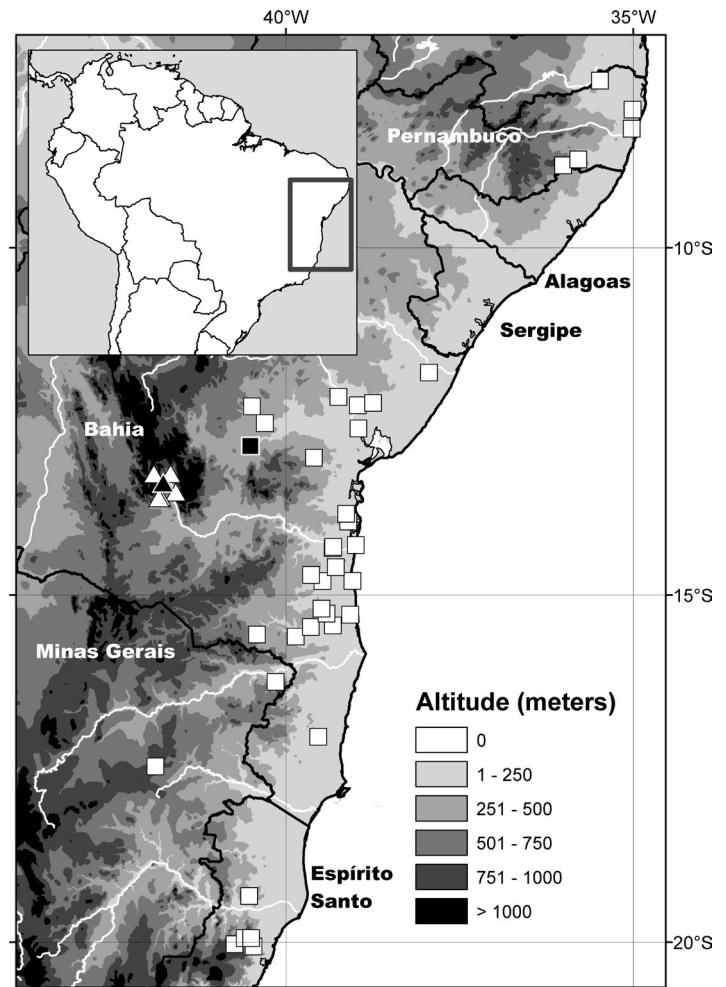 40°W
35°W
Pernambuco
10°S
Alagoas
Sergipe
Bahia
15°S
Minas Gerais
Altitude (meters)
0
1 - 250
251 - 500
501 - 750
751 - 1000
> 1000
Espírito
Santo
20°S